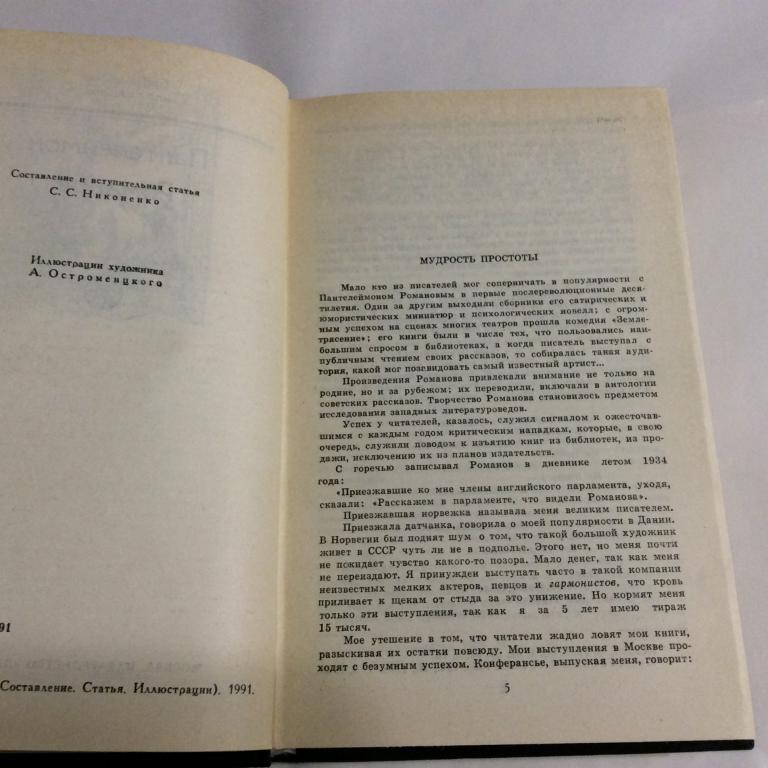 Составление и вступительная статья
С. С. Никоненко
Иллюстрации художника
А. Остроменцкого
91
Составление. Статья. Иллюстрации). 1991.
МУДРОСТЬ ПРОСТОТЫ
Мало кто из писателей мог соперничать в популярности с
Пантелеймоном Романовым в первые послереволюционные деся-
тилетия. Один за другим выходили сборники его сатирических и
юмористических миниатюр и психологических новелл; с огром-
ным успехом на сценах многих театров прошла комедия «Земле-
трясение»; его книги были в числе тех, что пользовались наи-
большим спросом в библиотеках, а когда писатель выступал с
публичным чтением своих рассказов, то собиралась такая ауди-
тория, какой мог позавидовать самый известный артист...
Произведения Романова привлекали внимание не только на
родине, но и за рубежом; их переводили, включали в антологии
советских рассказов. Творчество Романова становилось предметом
исследования западных литературоведов.
Успех у читателей, казалось, служил сигналом к ожесточав-
шимся с каждым годом критическим нападкам, которые, в свою
очередь, служили поводом к изъятию книг из библиотек, из про-
дажи, исключению их из планов издательств.
С горечью записывал Романов в дневнике летом 1934
года:
«Приезжавшие ко мне члены английского парламента, уходя,
сказали: «Расскажем в парламенте, что видели Романова».
Приезжавшая норвежка называла меня великим писателем.
Приезжала датчанка, говорила о моей популярности в Дании.
В Норвегии был поднят шум о том, что такой большой художник
живет в СССР чуть ли не в подполье. Этого нет, но меня почти
не покидает чувство какого-то позора. Мало денег, так как меня
не переиздают. Я принужден выступать часто в такой компании
неизвестных мелких актеров, певцов и гармонистов, что кровь
приливает к щекам от стыда за это унижение. Но кормят меня
только эти выступления, так как я за 5 лет имею тираж
15 тысяч.
Мое утешение в том, что читатели жадно ловят мои книги,
разыскивая их остатки повсюду. Мои выступления в Москве про-
ходят с безумным успехом. Конферансье, выпуская меня, говорит:
5